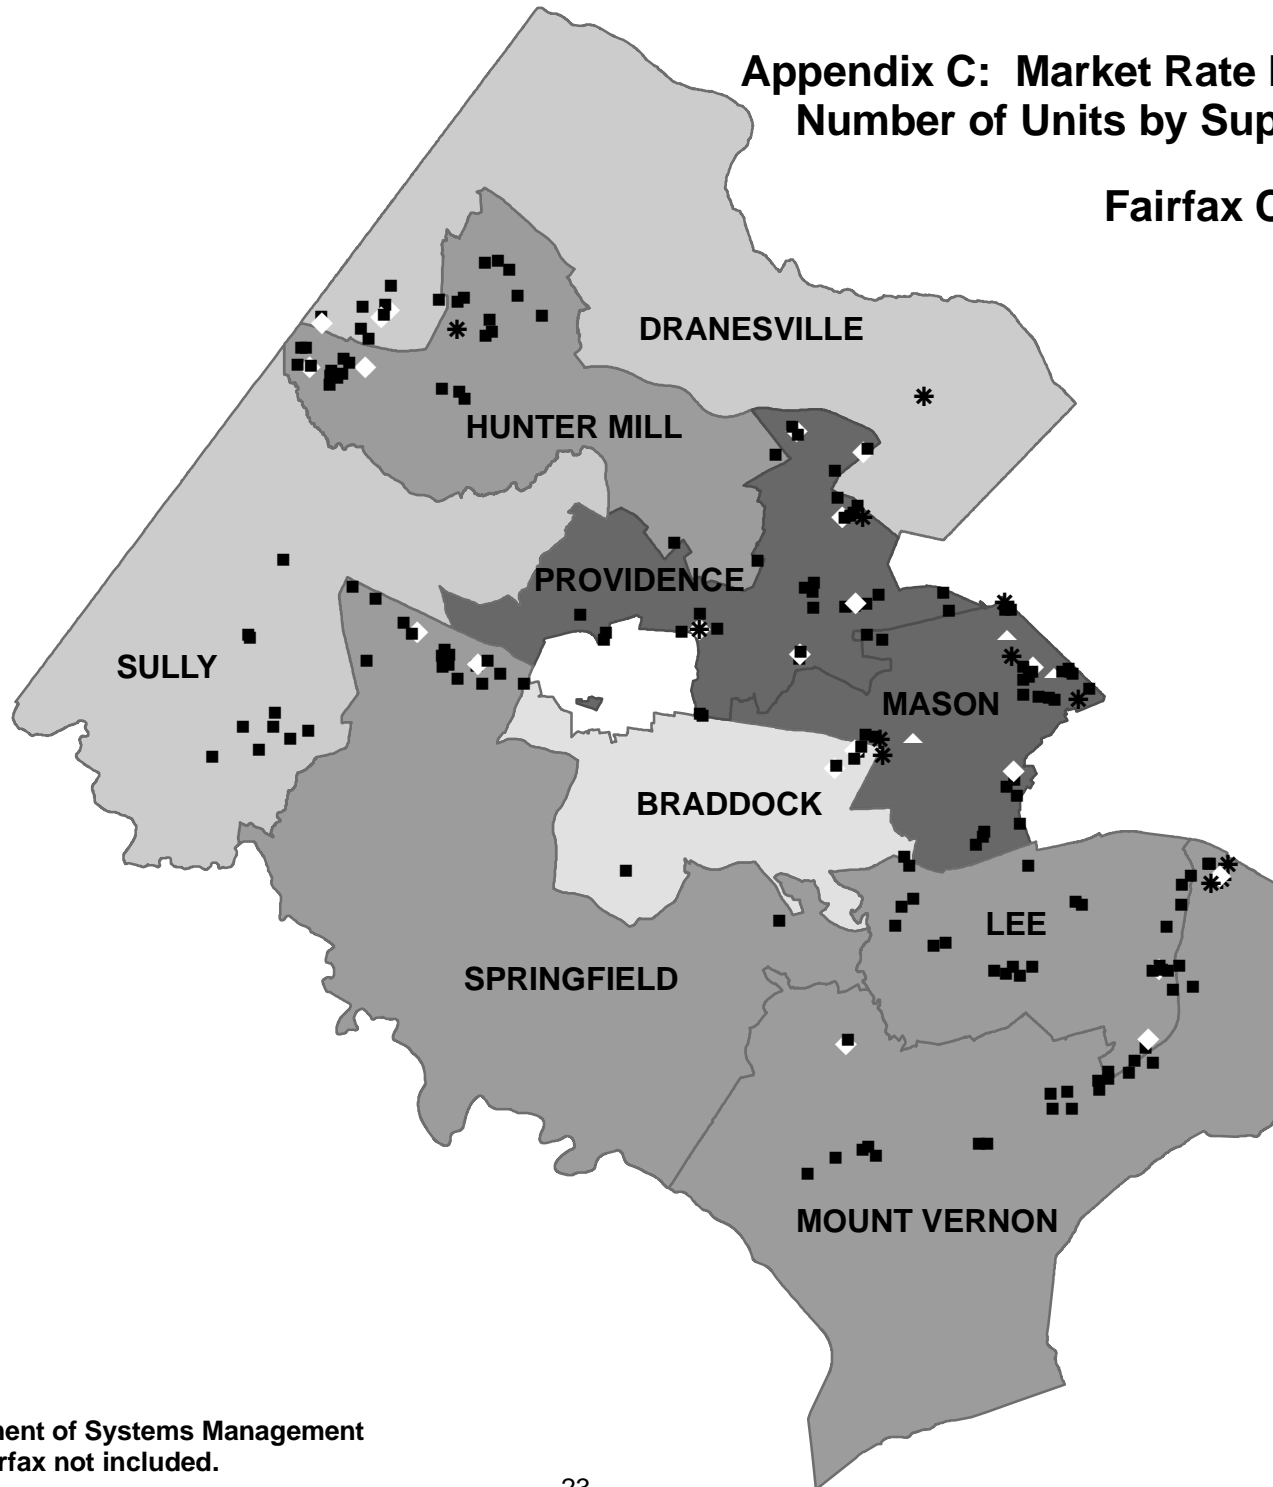 Appendix C: Market Rate
Number of Units by Sup
Fairfax C
DRANESVILLE
HUNTER MILL
PROVIDENCE
SULLY
MASON
BRADDOCK
LEE
SPRINGFIELD
MOUNT VERNON
ment of Systems Management
rfax not included.
23